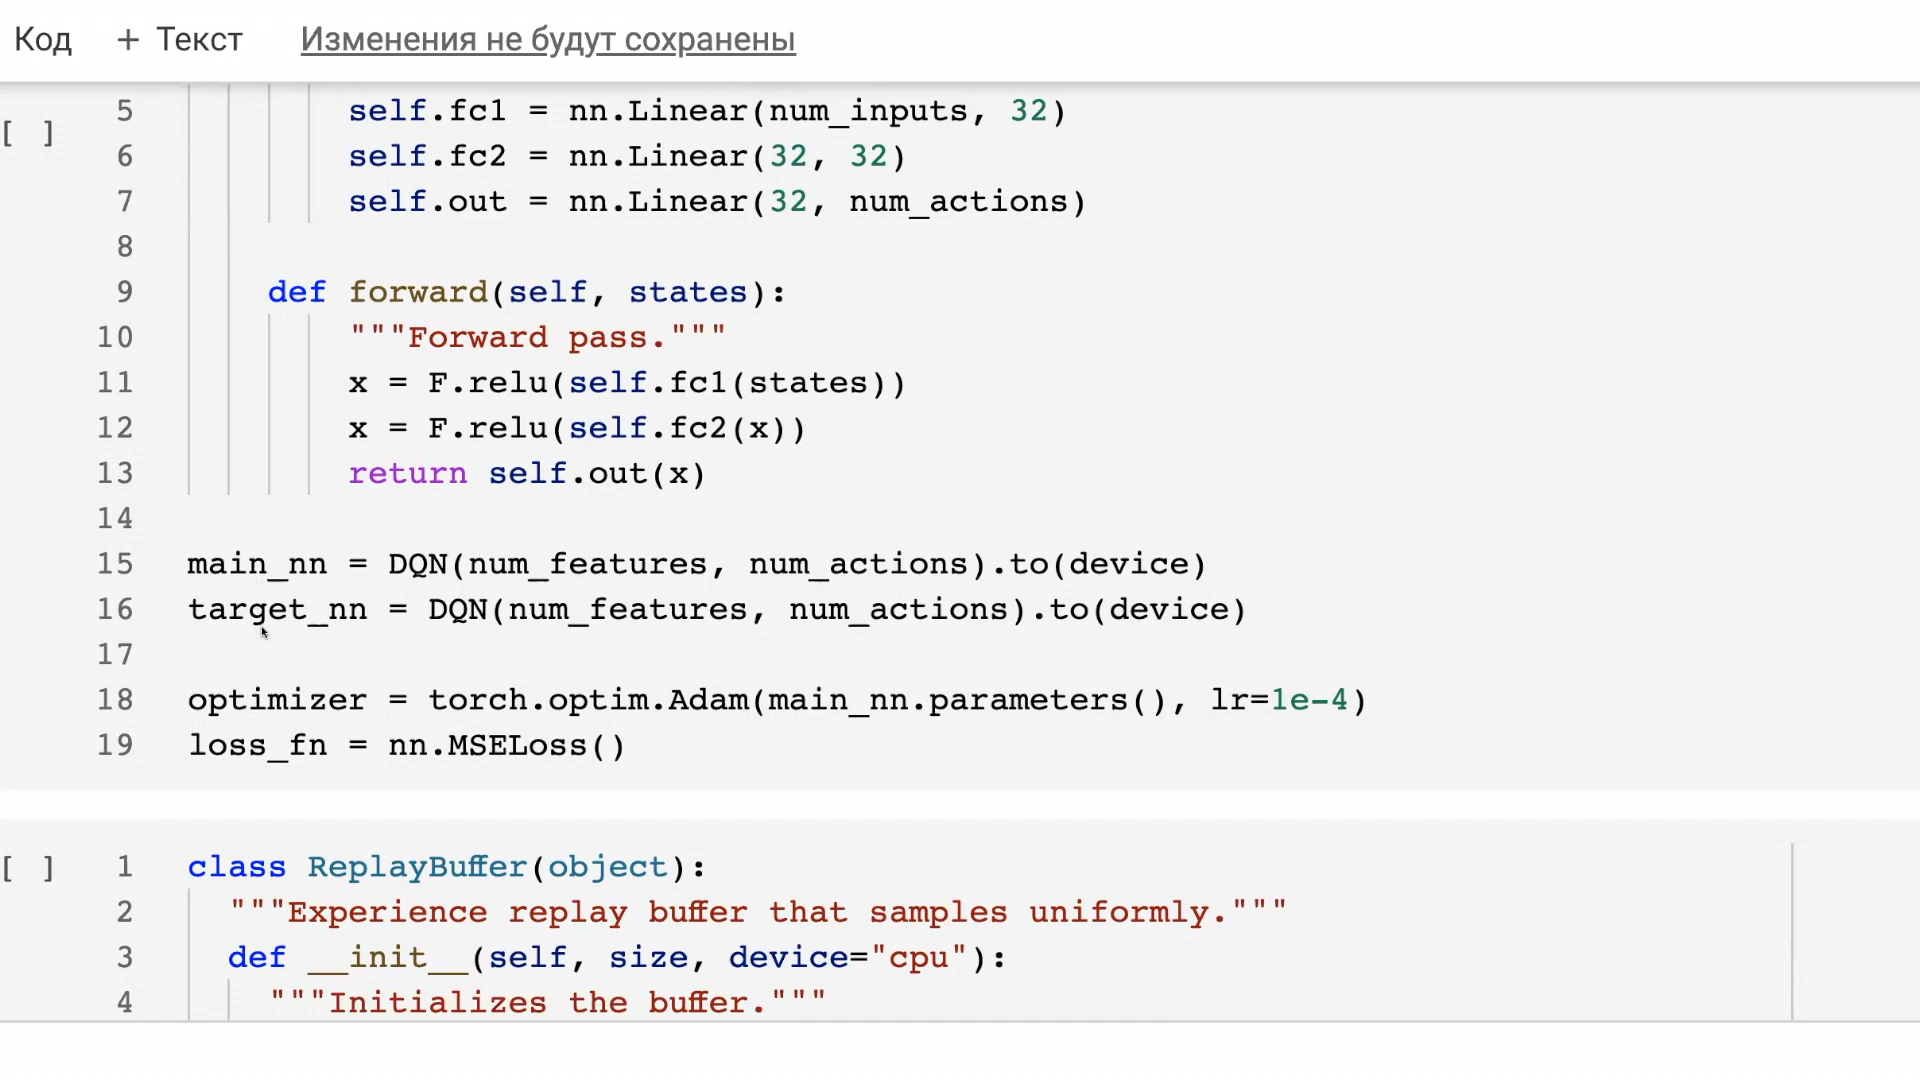 Код + Текст Изменения не будут сохранены
[ ] 5 self.fc1 = nn.Linear(num_inputs, 32)
6 self.fc2 = nn.Linear(32, 32)
7 self.out = nn.Linear(32, num_actions)
8
9 def forward(self, states):
10 """Forward pass."""
11 x = F.relu(self.fc1(states))
12 x = F.relu(self.fc2(x))
13 return self.out(x)
14
15 main_nn = DQN(num_features, num_actions).to(device)
16 target_nn = DQN(num_features, num_actions).to(device)
17
18 optimizer = torch.optim.Adam(main_nn.parameters(), lr=1e-4)
19 loss_fn = nn.MSELoss()
[ ] 1 class ReplayBuffer(object):
2 """Experience replay buffer that samples uniformly."""
3 def __init__(self, size, device="cpu"):
4 """Initializes the buffer."""